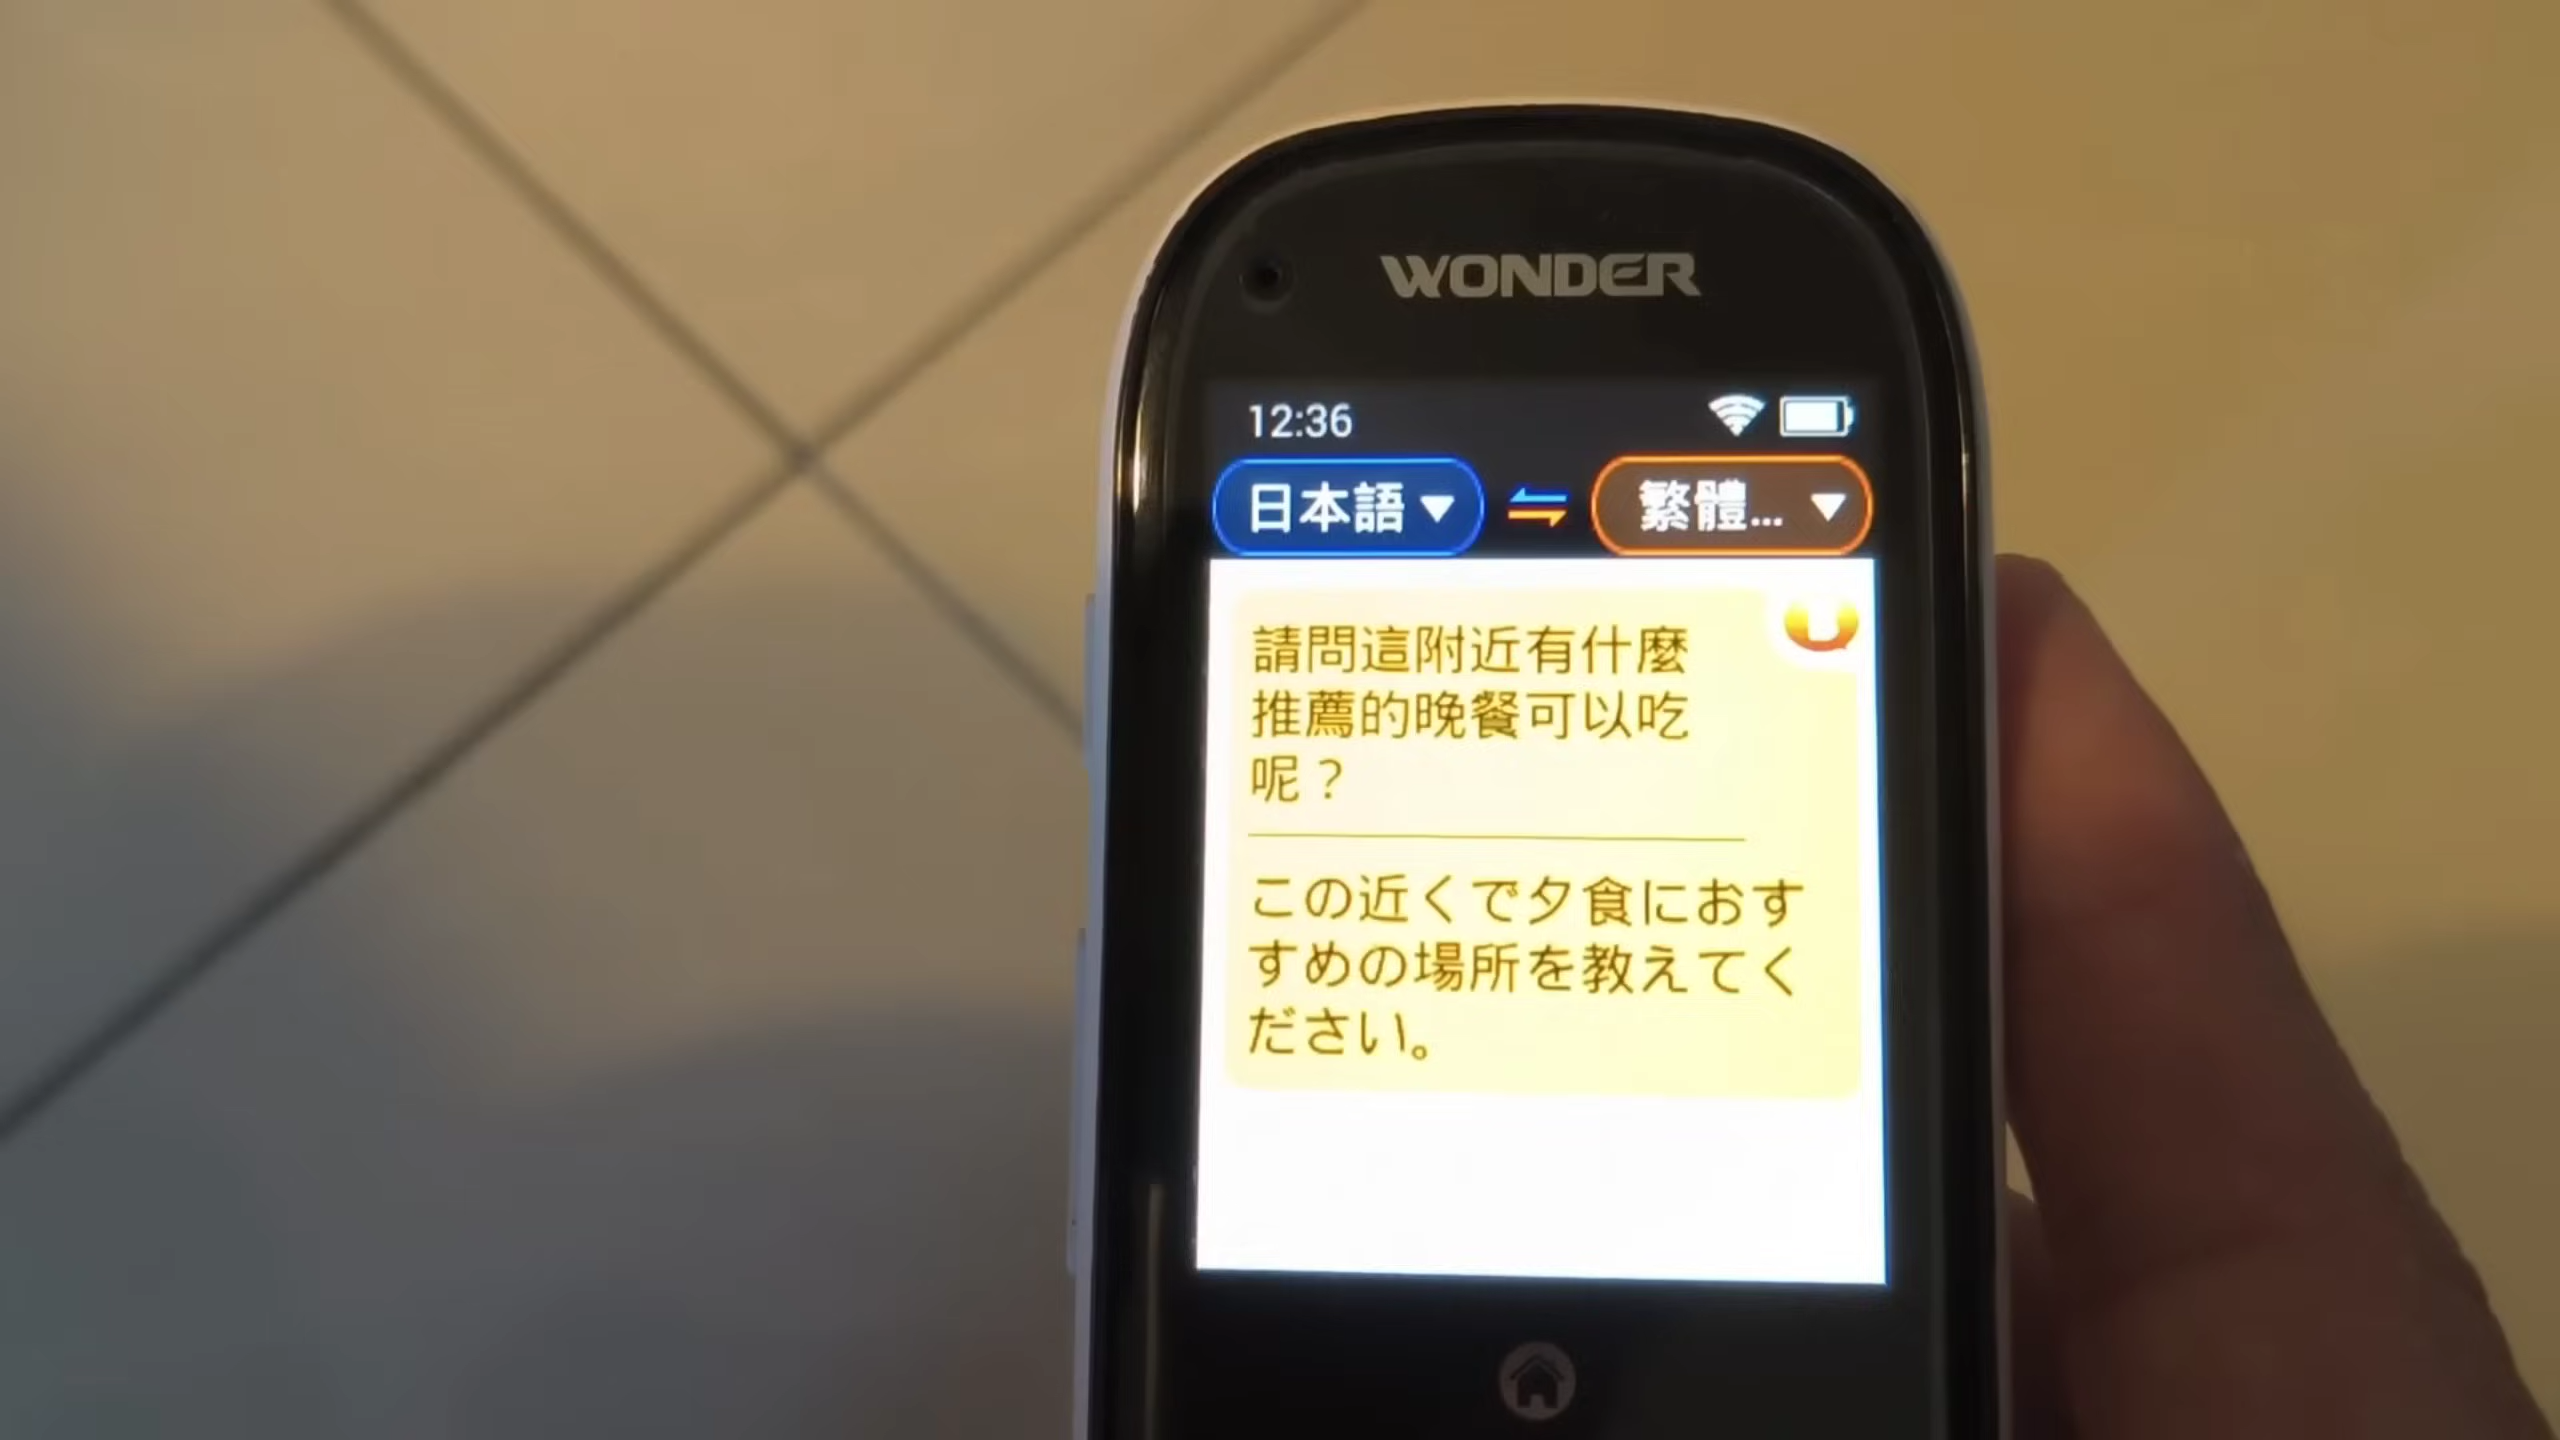 WONDER
12:36
日本語
繁體...
請問這附近有什麼
推薦的晚餐可以吃
呢？
この近くで夕食におす
すめの場所を教えてく
ださい。